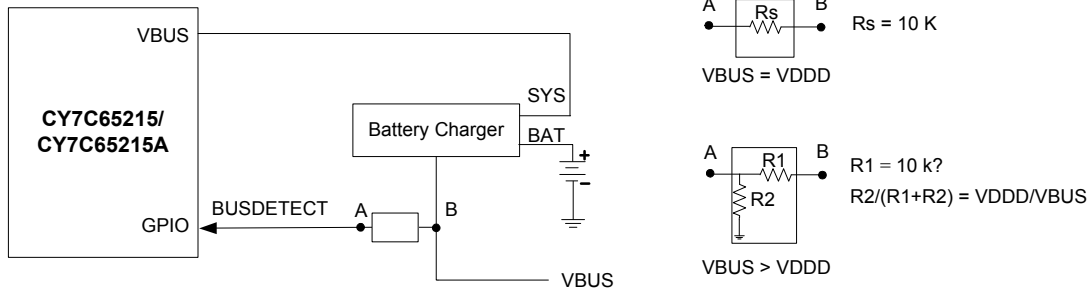 VBUS
CY7C65215/
CY7C65215A
SYS
Battery Charger
BAT
+
-
GPIO
BUSDETECT
A
B
VBUS
A
B
Rs
Rs = 10 K
VBUS = VDDD
A
B
R1
R2
R1 = 10 k?
R2/(R1+R2) = VDDD/VBUS
VBUS > VDDD